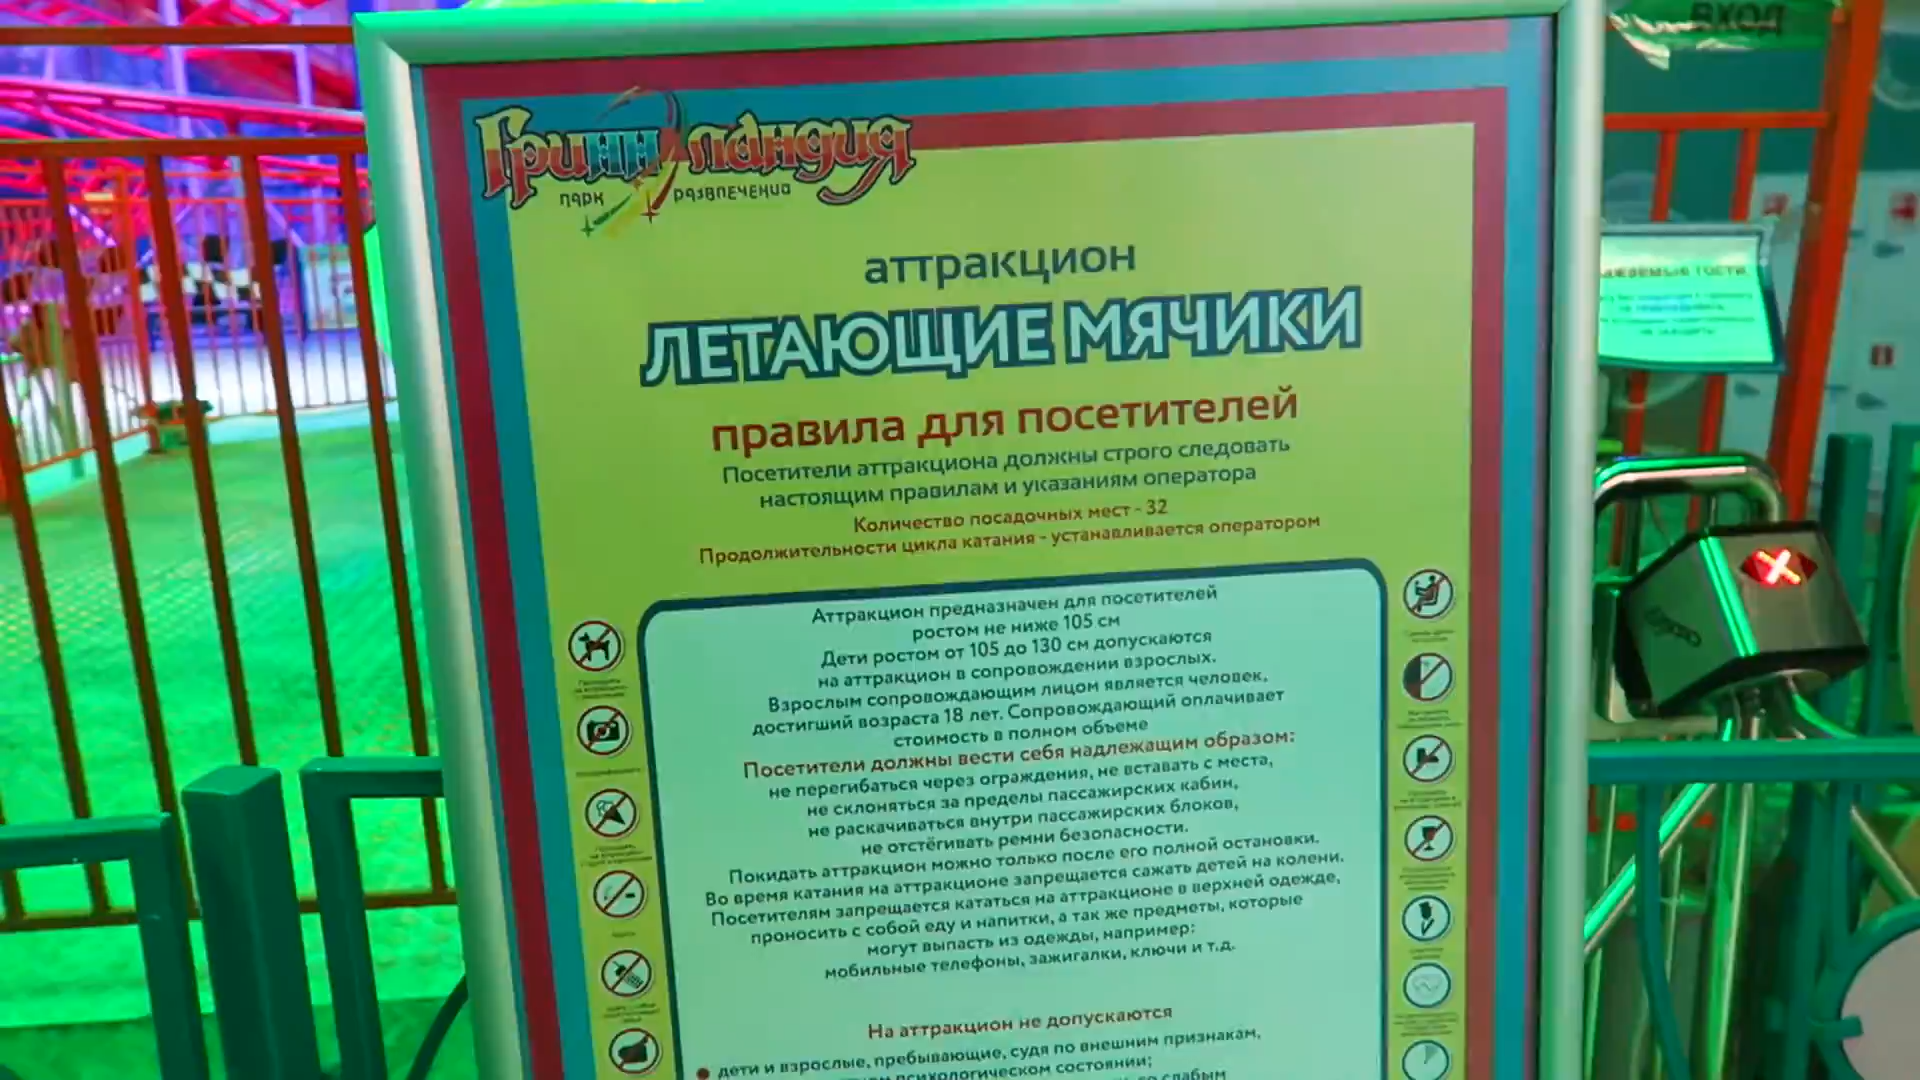 ВХОД
Гринн ландия
парк развлечений
аттракцион
ЛЕТАЮЩИЕ МЯЧИКИ
правила для посетителей
Посетители аттракциона должны строго следовать
настоящим правилам и указаниям оператора
Количество посадочных мест - 32
Продолжительности цикла катания - устанавливается оператором
Аттракцион предназначен для посетителей
ростом не ниже 105 см
Дети ростом от 105 до 130 см допускаются
на аттракцион в сопровождении взрослых.
Взрослым сопровождающим лицом является человек,
достигший возраста 18 лет. Сопровождающий оплачивает
стоимость в полном объеме
Посетители должны вести себя надлежащим образом:
не перегибаться через ограждения, не вставать с места,
не склоняться за пределы пассажирских кабин,
не раскачиваться внутри пассажирских блоков,
не отстёгивать ремни безопасности.
Покидать аттракцион можно только после его полной остановки.
Во время катания на аттракционе запрещается сажать детей на колени.
Посетителям запрещается кататься на аттракционе в верхней одежде,
проносить с собой еду и напитки, а так же предметы, которые
могут выпасть из одежды, например:
мобильные телефоны, зажигалки, ключи и т.д.
На аттракцион не допускаются
дети и взрослые, пребывающие, судя по внешним признакам,
психологическом состоянии;
со слабым
гости